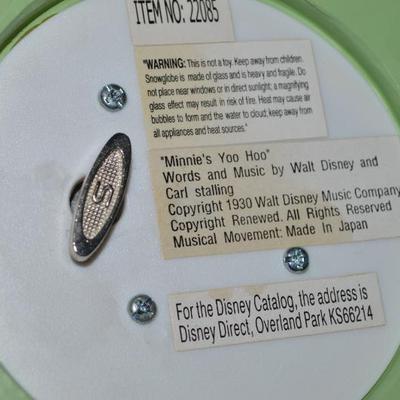 ITEM NO: 22085
"WARNING: This is not a toy. Keep away from children.
Snowglobe is made of glass and is heavy and fragile. Do
not place near windows or in direct sunlight; a magnifying
glass effect may result in risk of fire. Heat may cause air
bubbles to form and the water to cloud; keep away from
all appliances and heat sources."
"Minnie's Yoo Hoo"
Words and Music by Walt Disney and
Carl stalling
Copyright 1930 Walt Disney Music Company
Copyright Renewed. All Rights Reserved
Musical Movement: Made In Japan
S
For the Disney Catalog, the address is
Disney Direct, Overland Park KS66214